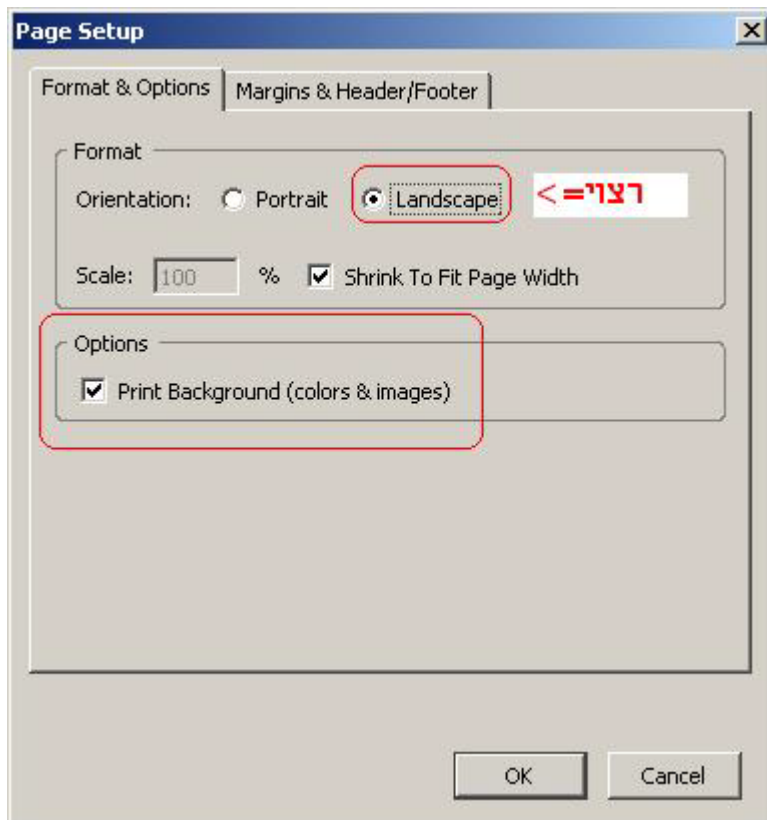 Page Setup
Format & Options
Margins & Header/Footer
Format
Orientation: Portrait Landscape
רצוי=>
Scale: 100 % Shrink To Fit Page Width
Options
Print Background (colors & images)
OK Cancel